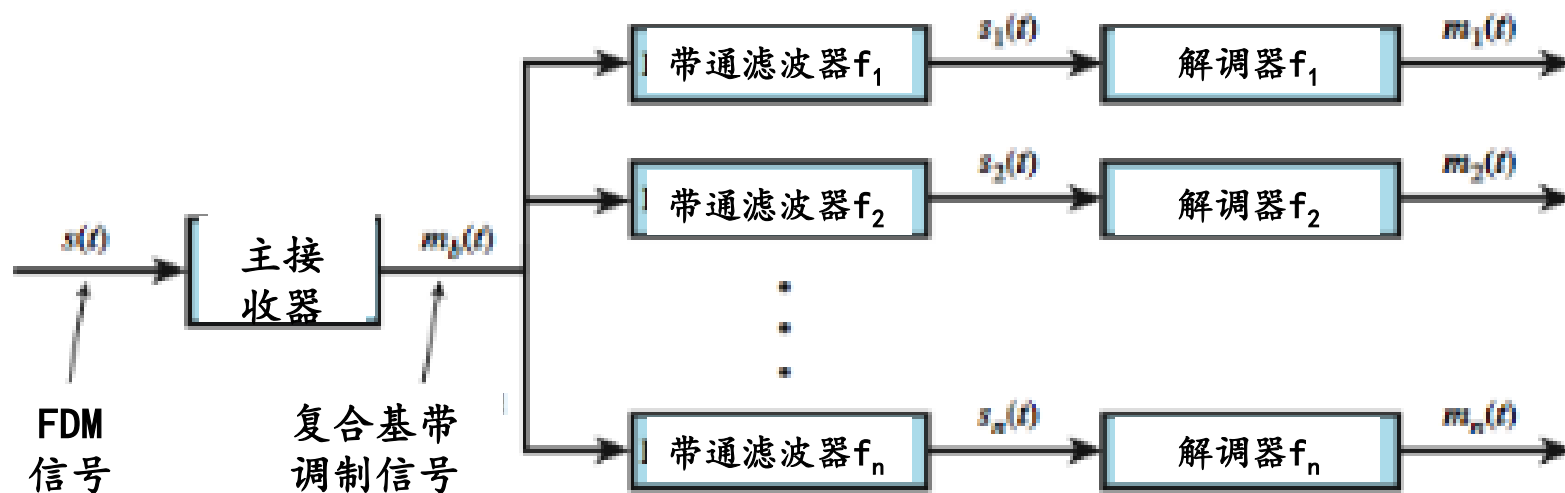 s₁(t)
m₁(t)
带通滤波器f₁
解调器f₁
s₂(t)
m₂(t)
带通滤波器f₂
解调器f₂
s(t)
主接
收器
m_b(t)
FDM
信号
复合基带
调制信号
sₙ(t)
mₙ(t)
带通滤波器fₙ
解调器fₙ